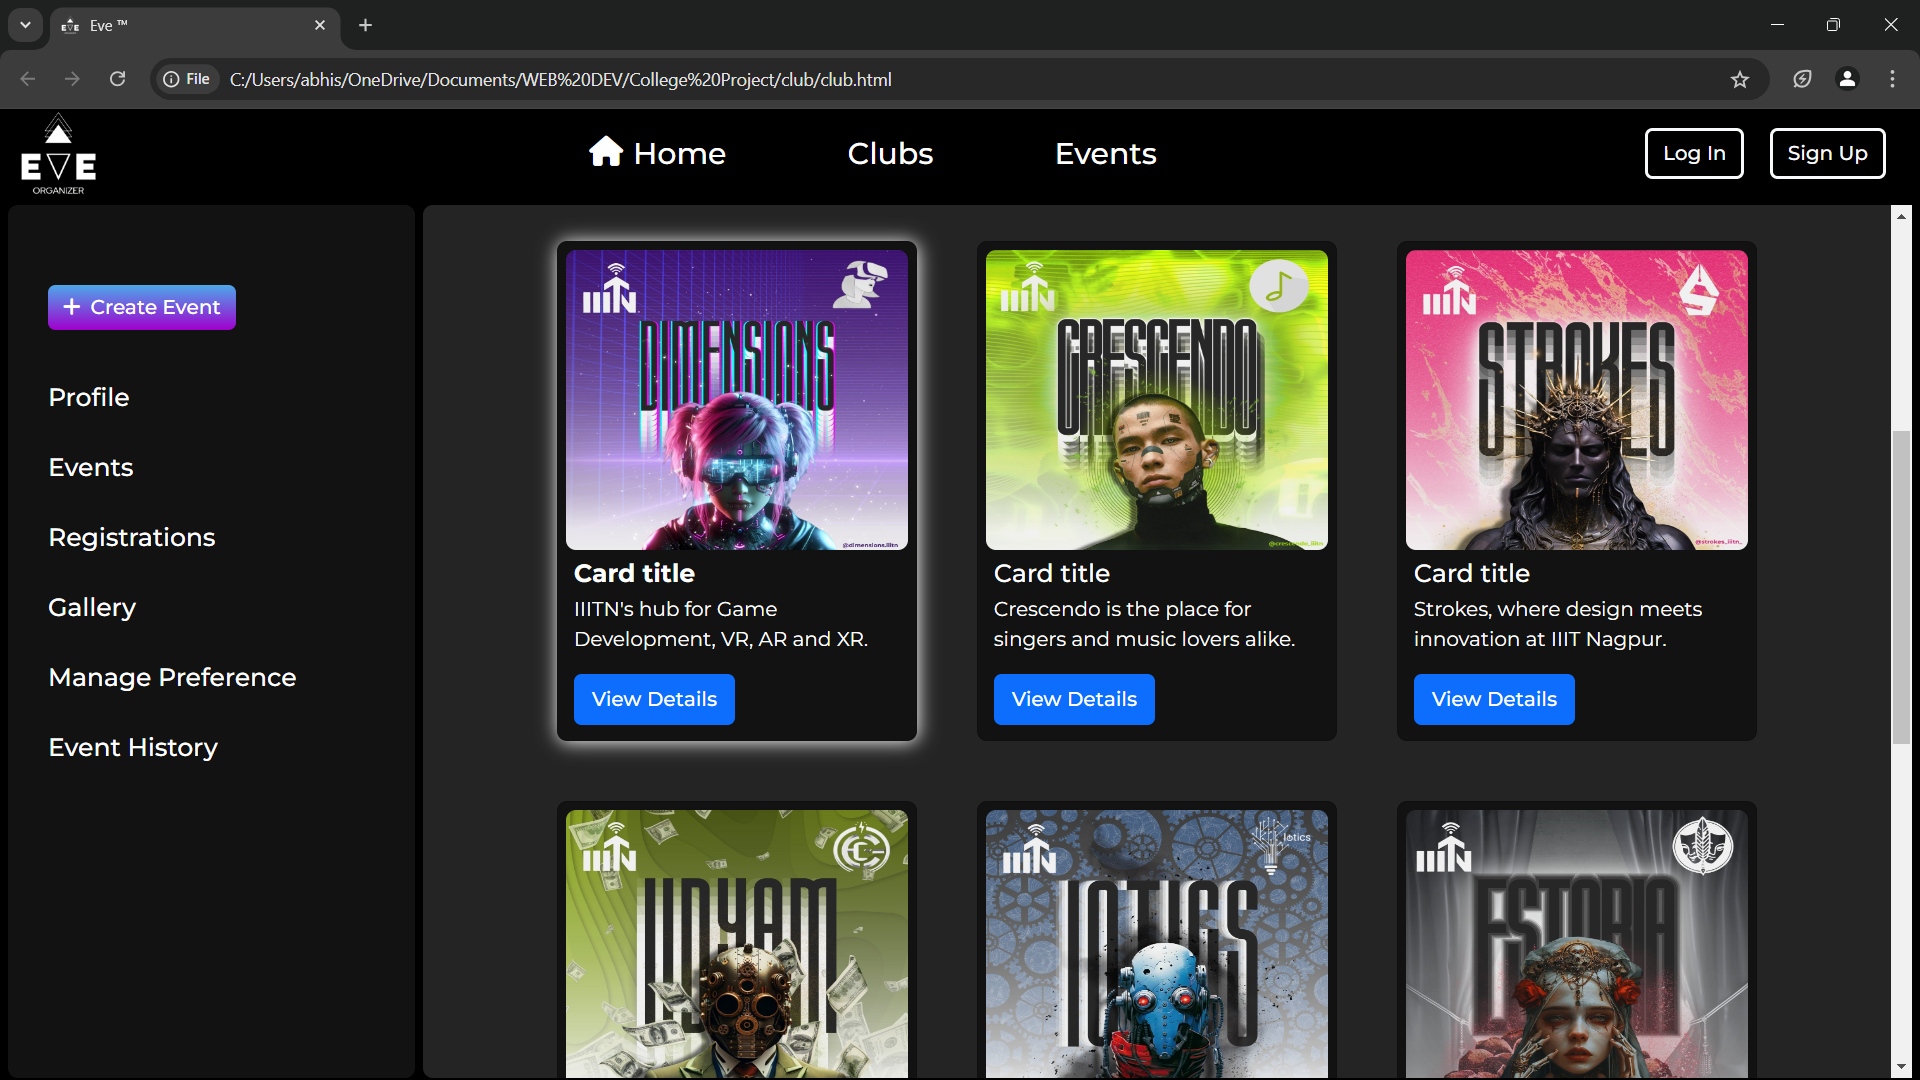 Eve ™
File
C:/Users/abhis/OneDrive/Documents/WEB%20DEV/College%20Project/club/club.html
EVE
ORGANIZER
Home
Clubs
Events
Log In
Sign Up
+ Create Event
Profile
Events
Registrations
Gallery
Manage Preference
Event History
IIITN
DIMENSIONS
@dimensions.iiitn
Card title
IIITN's hub for Game
Development, VR, AR and XR.
View Details
IIITN
CRESCENDO
@crescendo_iiitn
Card title
Crescendo is the place for
singers and music lovers alike.
View Details
IIITN
STROKES
@strokes_iiitn_
Card title
Strokes, where design meets
innovation at IIIT Nagpur.
View Details
IIITN
UDYAM
IIITN
Iotics
IOTICS
IIITN
ESTORIA